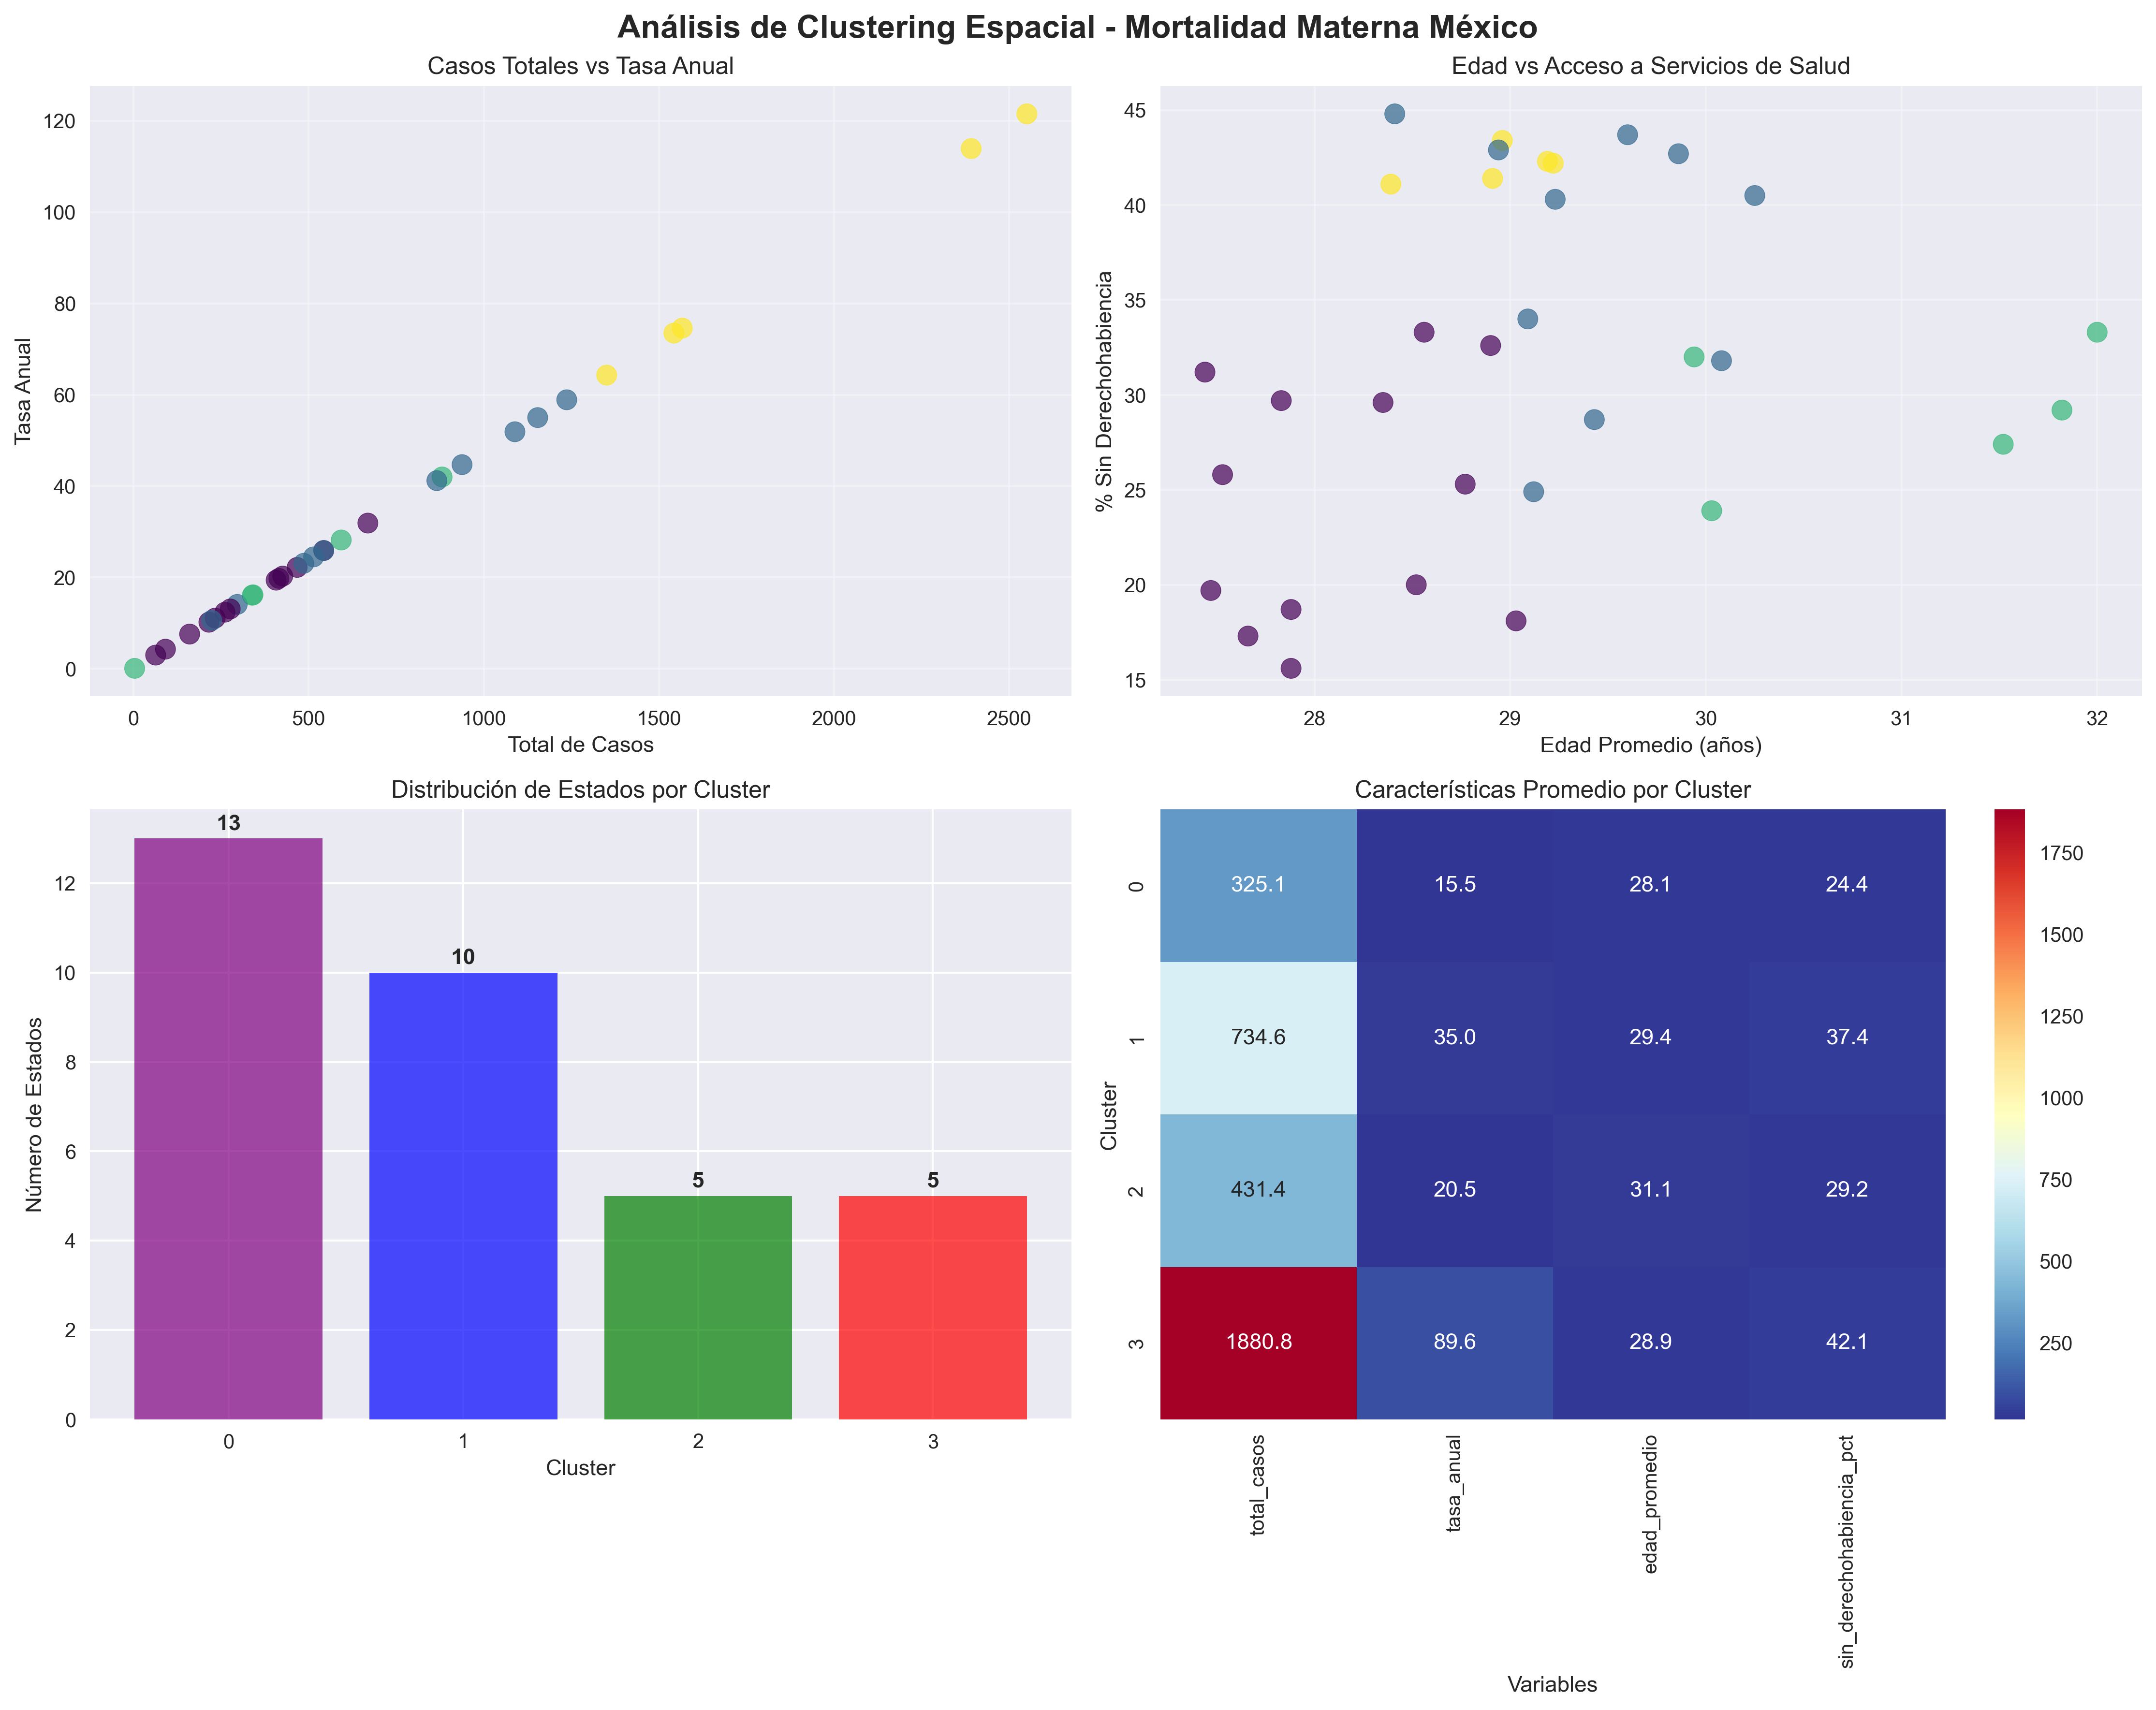 Análisis de Clustering Espacial - Mortalidad Materna México
Casos Totales vs Tasa Anual
Tasa Anual
120
100
80
60
40
20
0
0 500 1000 1500 2000 2500
Total de Casos
Edad vs Acceso a Servicios de Salud
% Sin Derechohabiencia
45
40
35
30
25
20
15
28 29 30 31 32
Edad Promedio (años)
Distribución de Estados por Cluster
Número de Estados
12
10
8
6
4
2
0
13
10
5
5
0 1 2 3
Cluster
Características Promedio por Cluster
Cluster
0
325.1 15.5 28.1 24.4
1
734.6 35.0 29.4 37.4
2
431.4 20.5 31.1 29.2
3
1880.8 89.6 28.9 42.1
total_casos
tasa_anual
edad_promedio
sin_derechohabiencia_pct
Variables
1750
1500
1250
1000
750
500
250